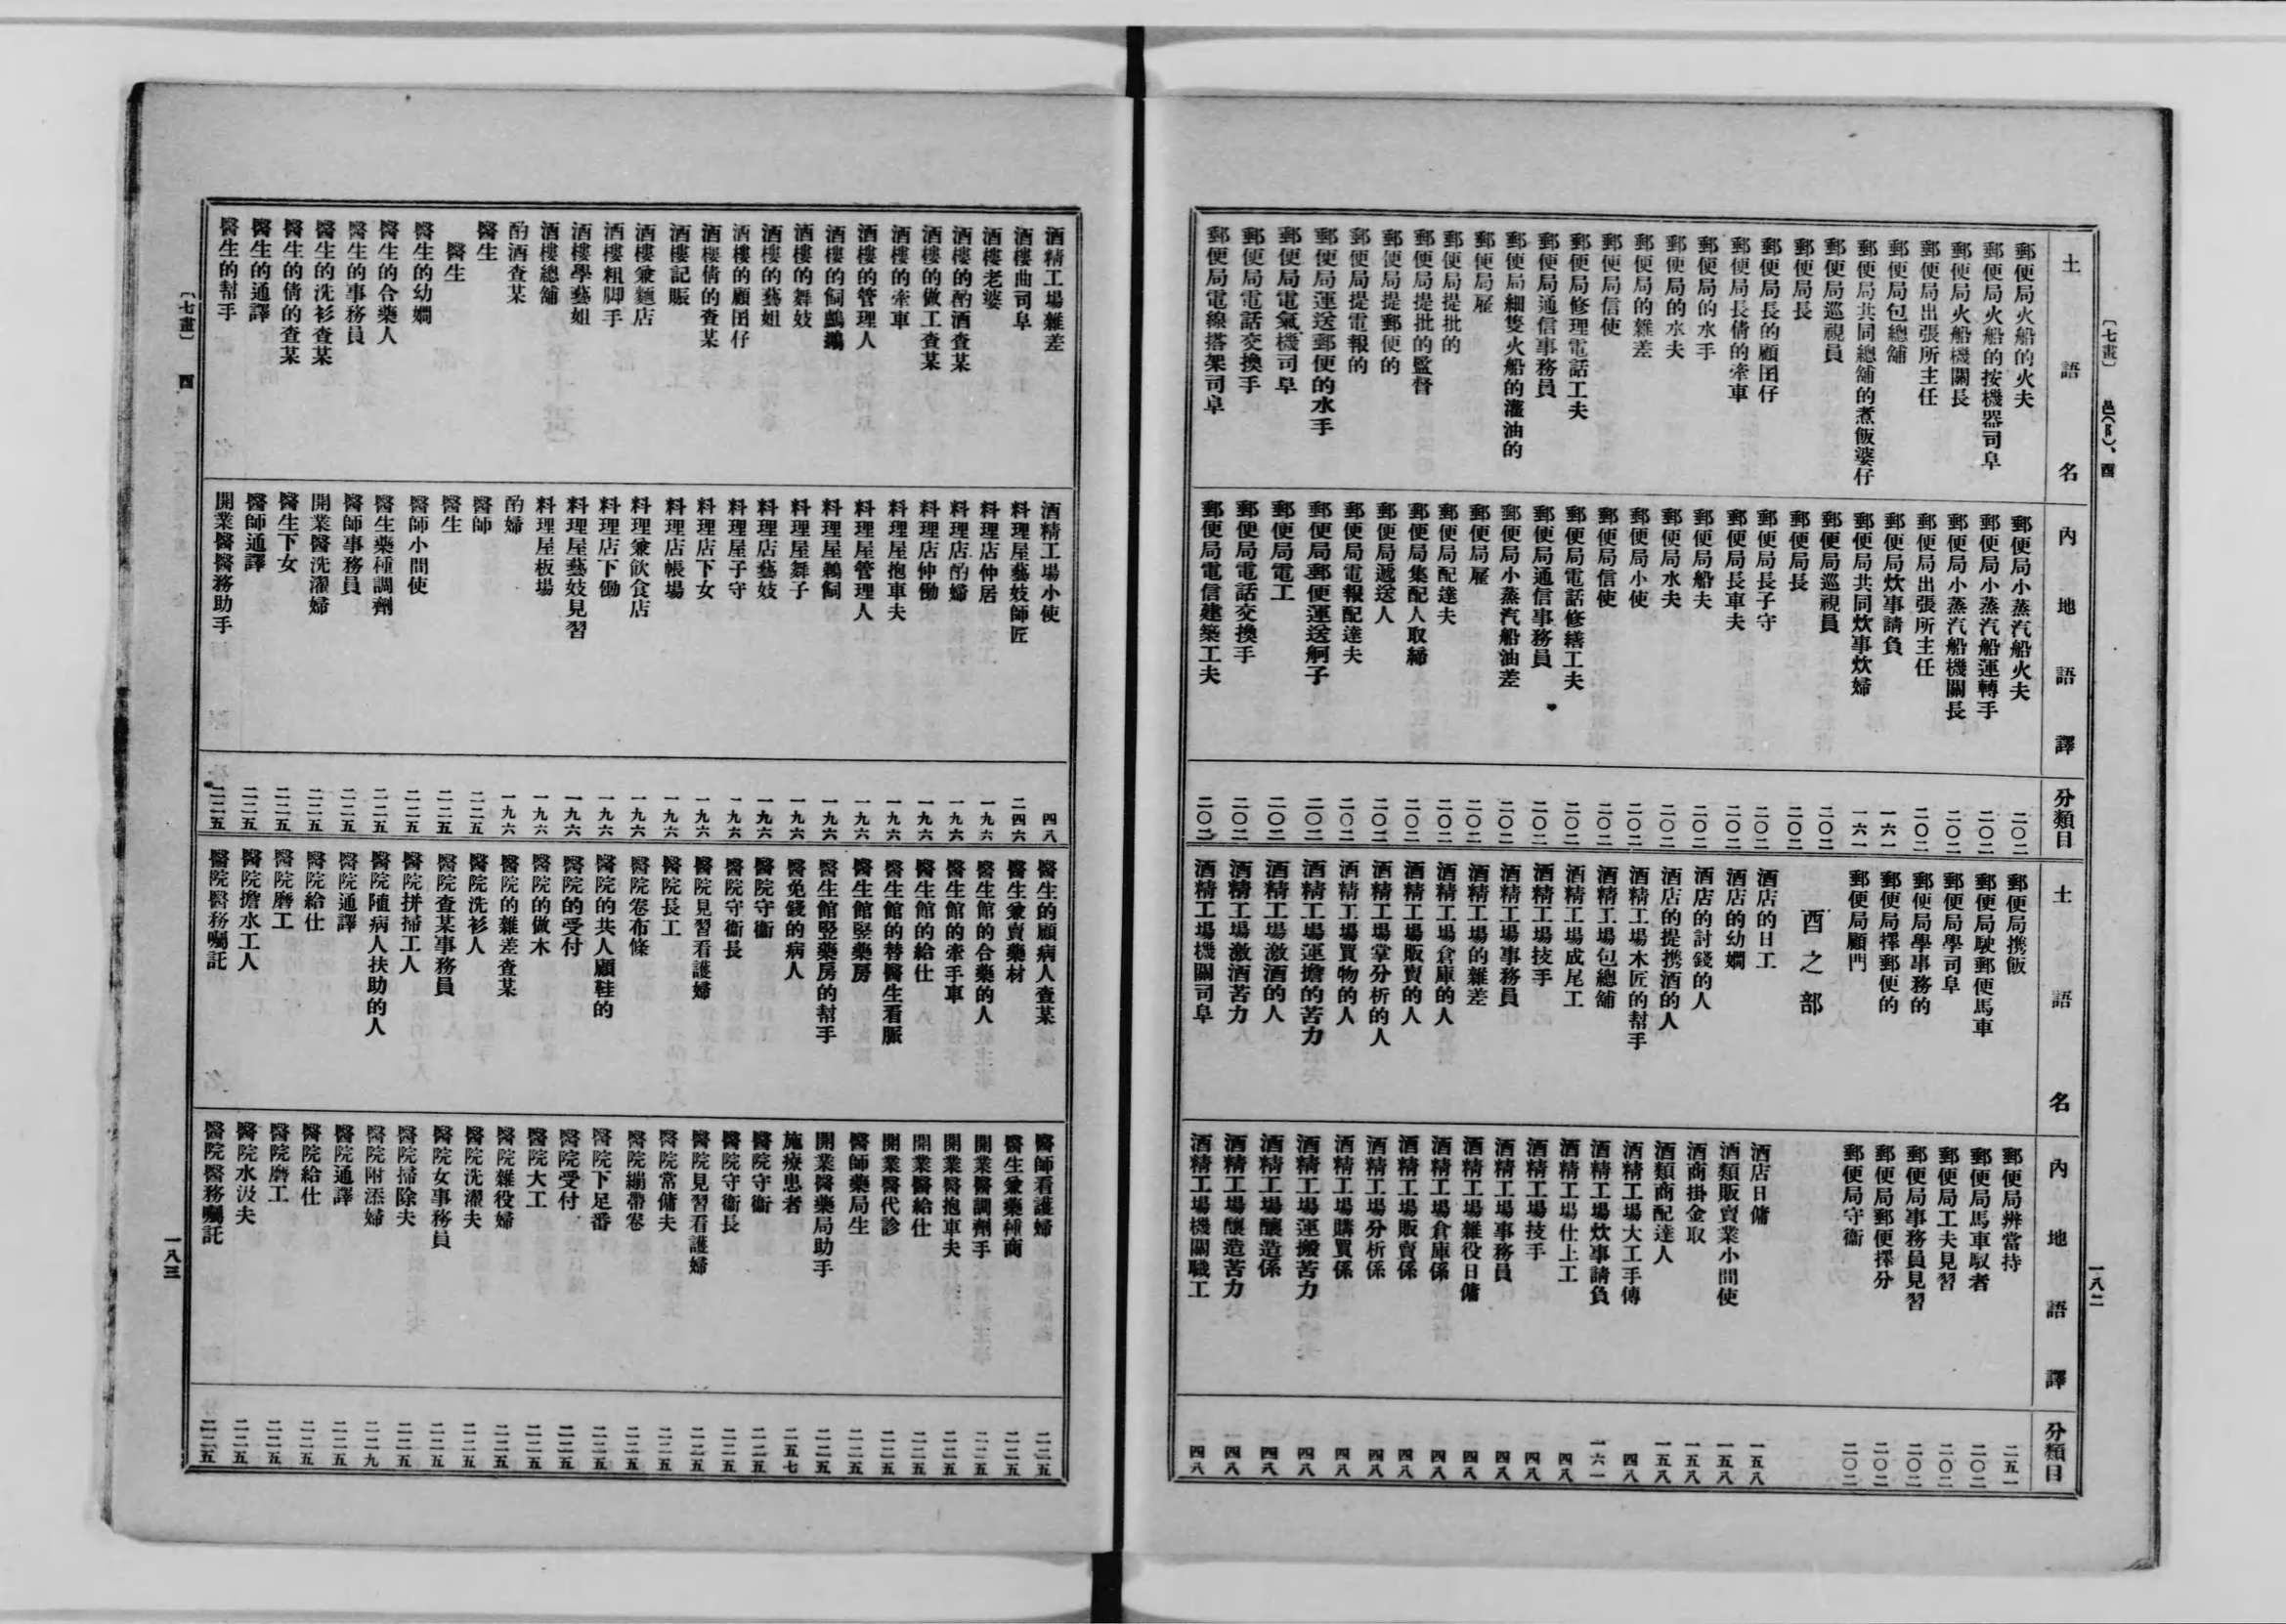 〔七畫〕 邑(阝)、酉
一八二
土語名 內地語譯 分類目
郵便局火船的火夫 郵便局小蒸汽船火夫 二〇二
郵便局火船的按機器司阜 郵便局小蒸汽船運轉手 二〇二
郵便局火船機關長 郵便局小蒸汽船機關長 二〇二
郵便局出張所主任 郵便局出張所主任 二〇二
郵便局包總舖 郵便局炊事請負 一六一
郵便局共同總舖的煮飯婆仔 郵便局共同炊事炊婦 一六一
郵便局巡視員 郵便局巡視員 二〇二
郵便局長 郵便局長 二〇二
郵便局長的顧囝仔 郵便局長子守 二〇二
郵便局長倩的牽車 郵便局長車夫 二〇二
郵便局的水手 郵便局船夫 二〇二
郵便局的水夫 郵便局水夫 二〇二
郵便局的雜差 郵便局小使 二〇二
郵便局信使 郵便局信使 二〇二
郵便局修理電話工夫 郵便局電話修繕工夫 二〇二
郵便局通信事務員 郵便局通信事務員 二〇二
郵便局細隻火船的灌油的 郵便局小蒸汽船油差 二〇二
郵便局雇 郵便局雇 二〇二
郵便局提批的 郵便局配達夫 二〇二
郵便局提批的監督 郵便局集配人取締 二〇二
郵便局提郵便的 郵便局遞送人 二〇二
郵便局提電報的 郵便局電報配達夫 二〇二
郵便局運送郵便的水手 郵便局郵便運送舸子 二〇二
郵便局電氣機司阜 郵便局電工 二〇二
郵便局電話交換手 郵便局電話交換手 二〇二
郵便局電線搭架司阜 郵便局電信建築工夫 二〇二
土語名 內地語譯 分類目
郵便局携飯 郵便局辨當持 二五一
郵便局駛郵便馬車 郵便局馬車馭者 二〇二
郵便局學司阜 郵便局工夫見習 二〇二
郵便局學事務的 郵便局事務員見習 二〇二
郵便局擇郵便的 郵便局郵便擇分 二〇二
郵便局顧門 郵便局守衞 二〇二
酉之部
酒店的日工 酒店日傭 一五八
酒店的幼嫺 酒類販賣業小間使 一五八
酒店的討錢的人 酒商掛金取 一五八
酒店的提携酒的人 酒類商配達人 一五八
酒精工場木匠的幫手 酒精工場大工手傳 四八
酒精工場包總舖 酒精工場炊事請負 一六一
酒精工場成尾工 酒精工場仕上工 四八
酒精工場技手 酒精工場技手 四八
酒精工場事務員 酒精工場事務員 四八
酒精工場的雜差 酒精工場雜役日傭 四八
酒精工場倉庫的人 酒精工場倉庫係 四八
酒精工場販賣的人 酒精工場販賣係 四八
酒精工場掌分析的人 酒精工場分析係 四八
酒精工場買物的人 酒精工場購買係 四八
酒精工場運擔的苦力 酒精工場運搬苦力 四八
酒精工場激酒的人 酒精工場釀造係 四八
酒精工場激酒苦力 酒精工場釀造苦力 四八
酒精工場機關司阜 酒精工場機關職工 四八
酒精工場雜差 酒精工場小使 四八
酒樓曲司阜 料理屋藝妓師匠 二四六
酒樓老婆 料理店仲居 一九六
酒樓的酌酒查某 料理店酌婦 一九六
酒樓的做工查某 料理店仲働 一九六
酒樓的牽車 料理屋抱車夫 一九六
酒樓的管理人 料理屋管理人 一九六
酒樓的飼鸕鷀 料理屋鵜飼 一九六
酒樓的舞妓 料理屋舞子 一九六
酒樓的藝妲 料理店藝妓 一九六
酒樓的顧囝仔 料理屋子守 一九六
酒樓倩的查某 料理店下女 一九六
酒樓記賬 料理店帳場 一九六
酒樓兼麵店 料理兼飲食店 一九六
酒樓粗脚手 料理店下働 一九六
酒樓學藝妲 料理屋藝妓見習 一九六
酒樓總舖 料理屋板場 一九六
酌酒查某 酌婦 一九六
醫生 醫師 二二五
醫生 醫生 二二五
醫生的幼嫺 醫師小間使 二二五
醫生的合藥人 醫生藥種調劑 二二五
醫生的事務員 醫師事務員 二二五
醫生的洗衫查某 開業醫洗濯婦 二二五
醫生的倩的查某 醫生下女 二二五
醫生的通譯 醫師通譯 二二五
醫生的幫手 開業醫醫務助手 二二五
醫生的顧病人查某 醫師看護婦 二二五
醫生兼賣藥材 醫生兼藥種商 二二五
醫生館的合藥的人 開業醫調劑手 二二五
醫生館的牽手車 開業醫抱車夫 二二五
醫生館的給仕 開業醫給仕 二二五
醫生館的替醫生看脈 開業醫代診 二二五
醫生館竪藥房 醫師藥局生 二二五
醫生館竪藥房的幫手 開業醫藥局助手 二二五
醫免錢的病人 施療患者 二五七
醫院守衞 醫院守衞 二二五
醫院守衞長 醫院守衞長 二二五
醫院見習看護婦 醫院見習看護婦 二二五
醫院長工 醫院常傭夫 二二五
醫院卷布條 醫院繃帶卷 二二五
醫院的共人顧鞋的 醫院下足番 二二五
醫院的受付 醫院受付 二二五
醫院的做木 醫院大工 二二五
醫院的雜差查某 醫院雜役婦 二二五
醫院洗衫人 醫院洗濯夫 二二五
醫院查某事務員 醫院女事務員 二二五
醫院拼掃工人 醫院掃除夫 二二五
醫院隨病人扶助的人 醫院附添婦 二二九
醫院通譯 醫院通譯 二二五
醫院給仕 醫院給仕 二二五
醫院磨工 醫院磨工 二二五
醫院擔水工人 醫院水汲夫 二二五
醫院醫務囑託 醫院醫務囑託 二二五
〔七畫〕 酉
一八三